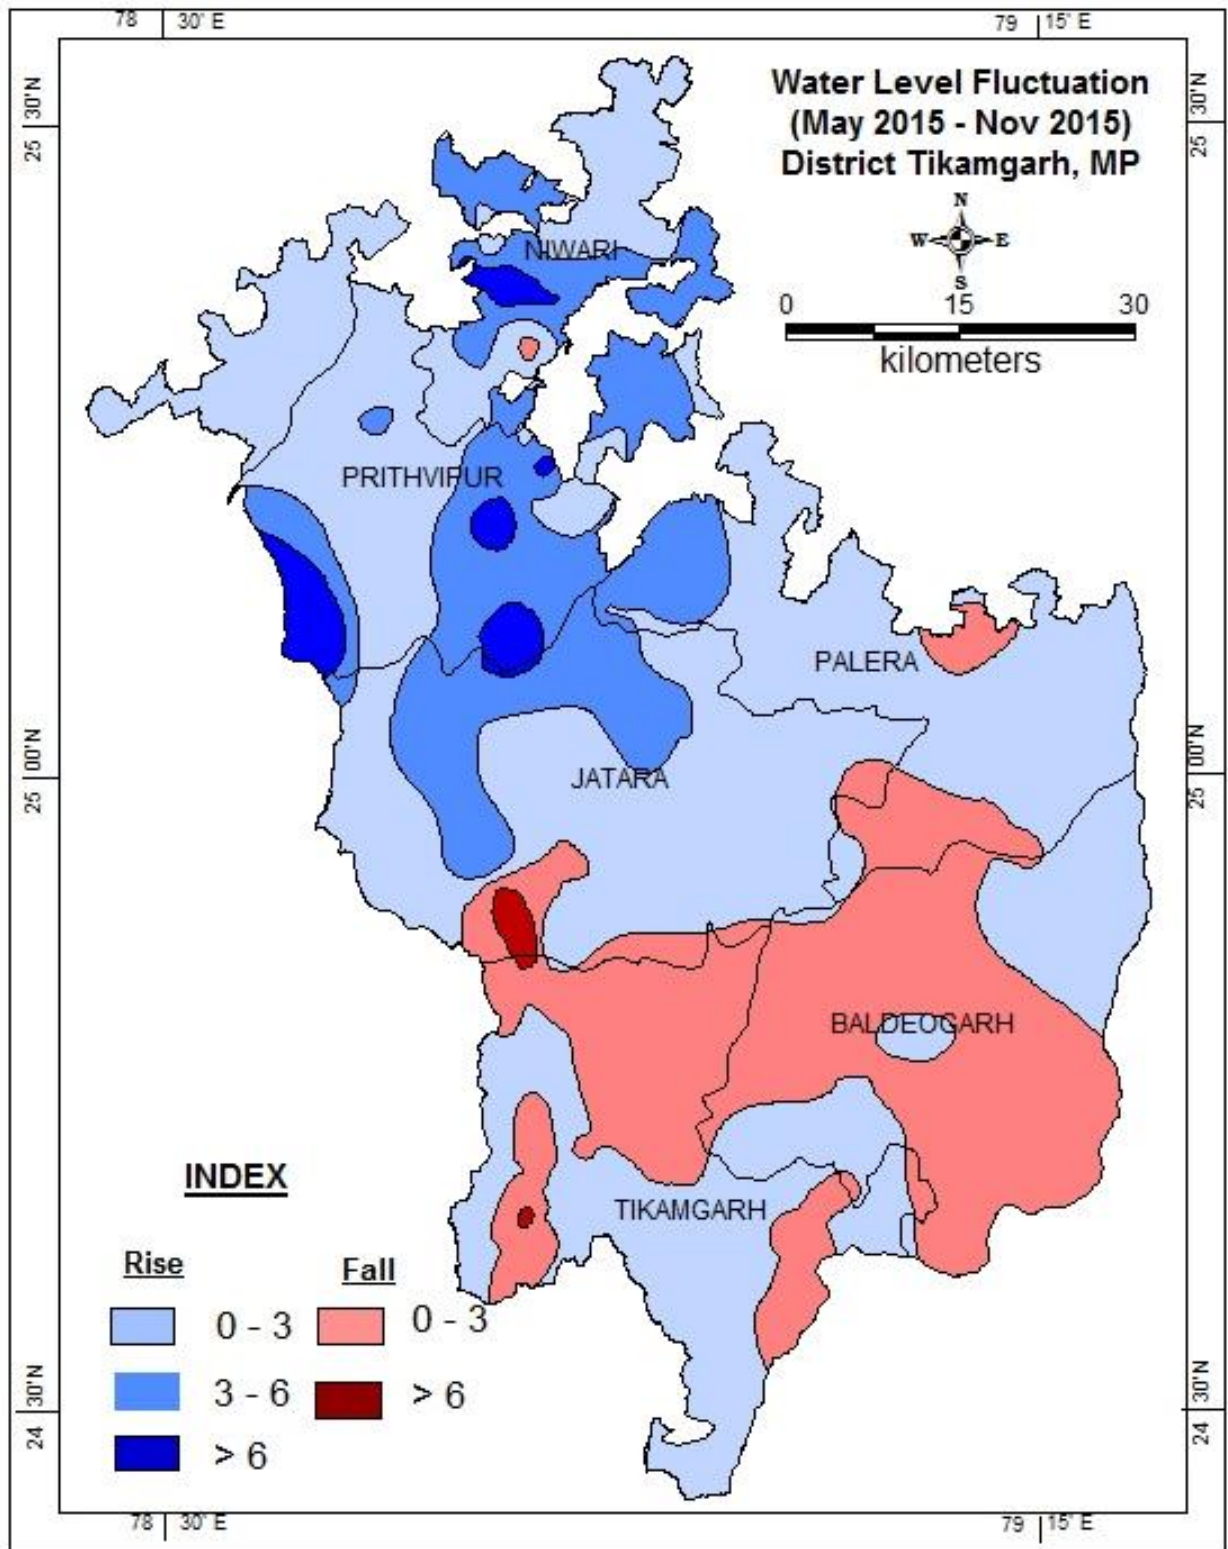 78 30' E 79 15' E
Water Level Fluctuation
(May 2015 - Nov 2015)
District Tikamgarh, MP
25 30'N
25 30'N
N
W E
S
0 15 30
kilometers
NIWARI
PRITHVIPUR
PALERA
25 00'N
25 00'N
JATARA
BALDEOGARH
TIKAMGARH
INDEX
Rise Fall
0 - 3 0 - 3
3 - 6 > 6
> 6
24 30'N
24 30'N
78 30' E 79 15' E